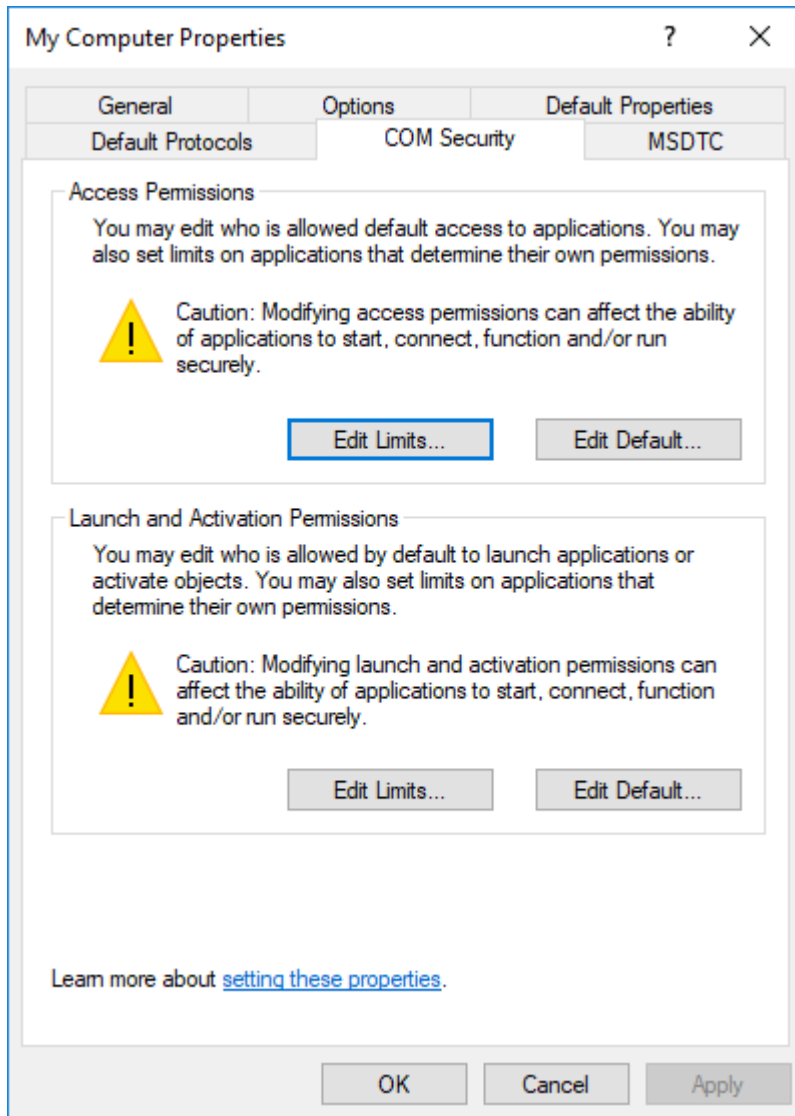 My Computer Properties
?
General Options Default Properties
Default Protocols COM Security MSDTC
Access Permissions
You may edit who is allowed default access to applications. You may
also set limits on applications that determine their own permissions.
Caution: Modifying access permissions can affect the ability
of applications to start, connect, function and/or run
securely.
Edit Limits... Edit Default...
Launch and Activation Permissions
You may edit who is allowed by default to launch applications or
activate objects. You may also set limits on applications that
determine their own permissions.
Caution: Modifying launch and activation permissions can
affect the ability of applications to start, connect, function
and/or run securely.
Edit Limits... Edit Default...
Learn more about setting these properties.
OK Cancel Apply